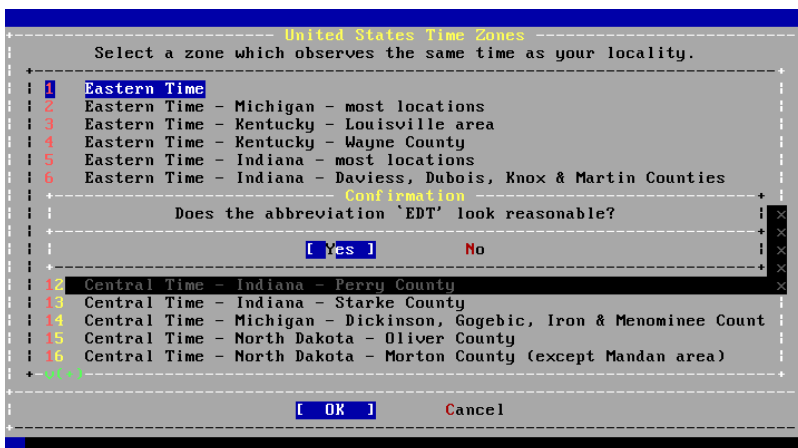 United States Time Zones
Select a zone which observes the same time as your locality.
1 Eastern Time
2 Eastern Time - Michigan - most locations
3 Eastern Time - Kentucky - Louisville area
4 Eastern Time - Kentucky - Wayne County
5 Eastern Time - Indiana - most locations
6 Eastern Time - Indiana - Daviess, Dubois, Knox & Martin Counties
Confirmation
Does the abbreviation `EDT' look reasonable?
[ Yes ] No
12 Central Time - Indiana - Perry County
13 Central Time - Indiana - Starke County
14 Central Time - Michigan - Dickinson, Gogebic, Iron & Menominee Count
15 Central Time - North Dakota - Oliver County
16 Central Time - North Dakota - Morton County (except Mandan area)
v(+)
[ OK ] Cancel